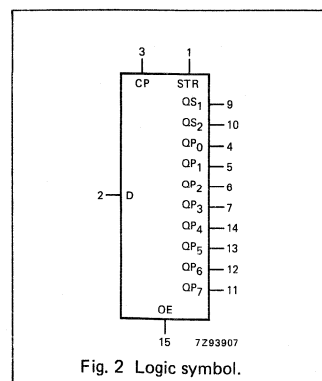 3 1
CP STR
QS1 9
QS2 10
QP0 4
QP1 5
QP2 6
2 D
QP3 7
QP4 14
QP5 13
QP6 12
QP7 11
OE
15 7Z93907
Fig. 2 Logic symbol.